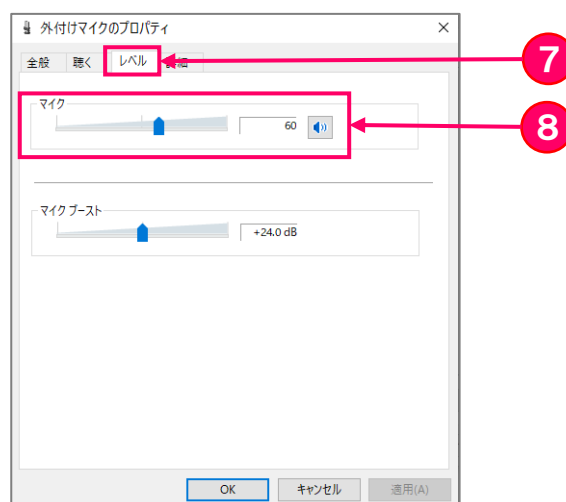 外付けマイクのプロパティ
全般 聴く レベル
7
マイク
60
8
マイク ブースト
+24.0 dB
OK キャンセル 適用(A)